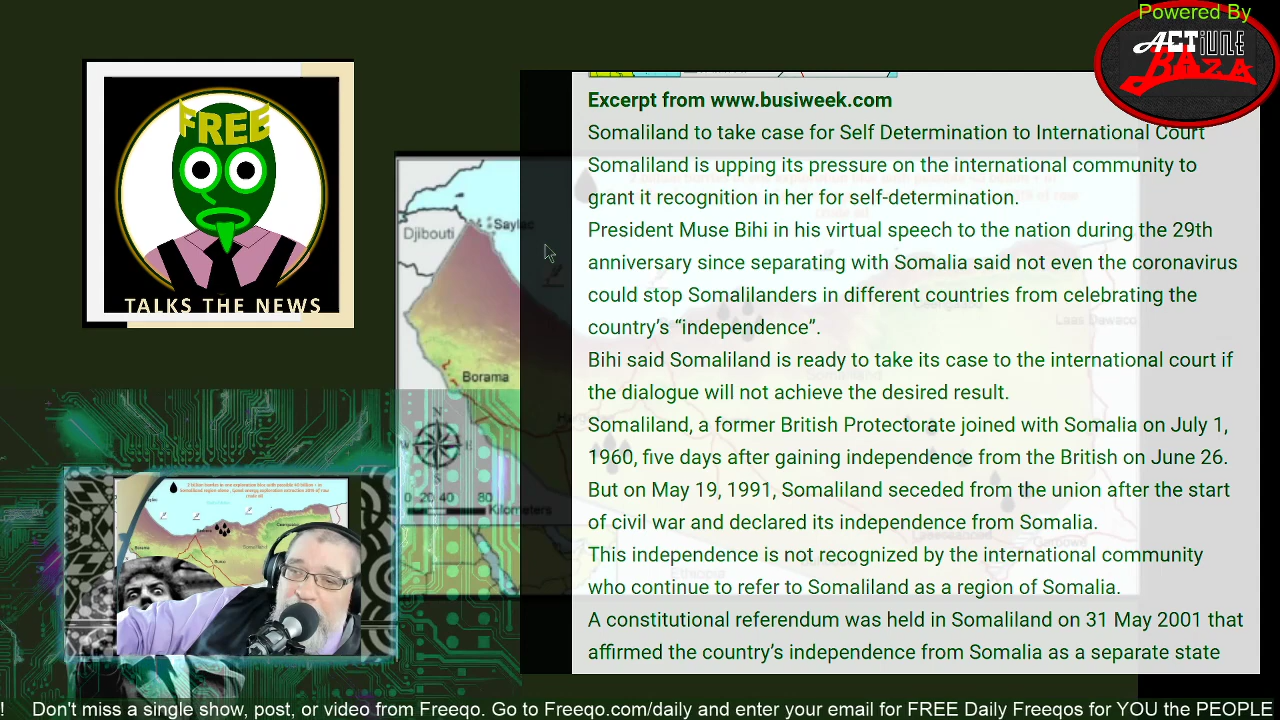 Powered By
ACTiUNE
BAZA
FREE
TALKS THE NEWS
Excerpt from www.busiweek.com
Somaliland to take case for Self Determination to International Court
Somaliland is upping its pressure on the international community to
grant it recognition in her for self-determination.
President Muse Bihi in his virtual speech to the nation during the 29th
anniversary since separating with Somalia said not even the coronavirus
could stop Somalilanders in different countries from celebrating the
country’s “independence”.
Bihi said Somaliland is ready to take its case to the international court if
the dialogue will not achieve the desired result.
Somaliland, a former British Protectorate joined with Somalia on July 1,
1960, five days after gaining independence from the British on June 26.
But on May 19, 1991, Somaliland seceded from the union after the start
of civil war and declared its independence from Somalia.
This independence is not recognized by the international community
who continue to refer to Somaliland as a region of Somalia.
A constitutional referendum was held in Somaliland on 31 May 2001 that
affirmed the country’s independence from Somalia as a separate state
Djibouti
Saylac
Borama
N
W E
S
0 20 40 80
Kilometers
! Don't miss a single show, post, or video from Freeqo. Go to Freeqo.com/daily and enter your email for FREE Daily Freeqos for YOU the PEOPLE